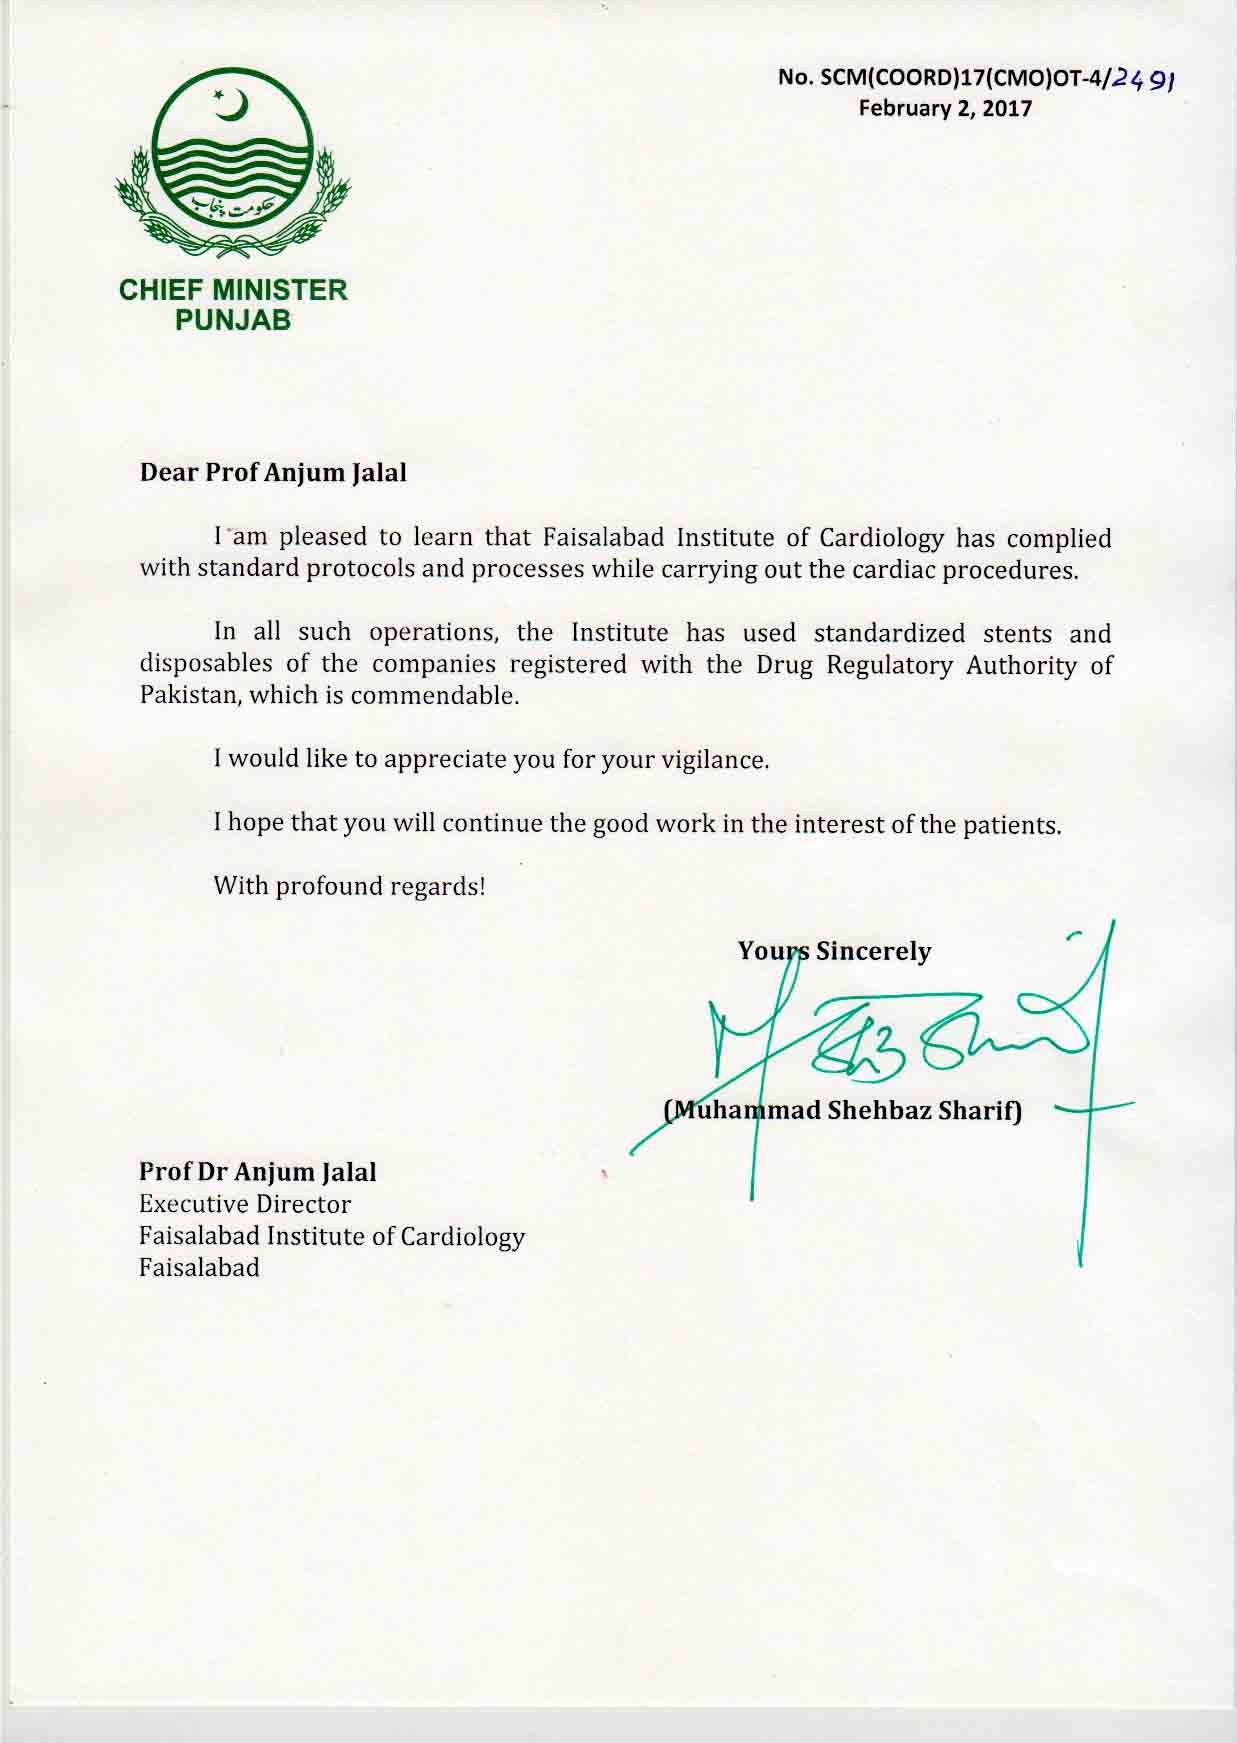 No. SCM(COORD)17(CMO)OT-4/2491
February 2, 2017
حکومت پنجاب
CHIEF MINISTER
PUNJAB
Dear Prof Anjum Jalal
I am pleased to learn that Faisalabad Institute of Cardiology has complied
with standard protocols and processes while carrying out the cardiac procedures.
In all such operations, the Institute has used standardized stents and
disposables of the companies registered with the Drug Regulatory Authority of
Pakistan, which is commendable.
I would like to appreciate you for your vigilance.
I hope that you will continue the good work in the interest of the patients.
With profound regards!
Yours Sincerely
(Muhammad Shehbaz Sharif)
Prof Dr Anjum Jalal
Executive Director
Faisalabad Institute of Cardiology
Faisalabad